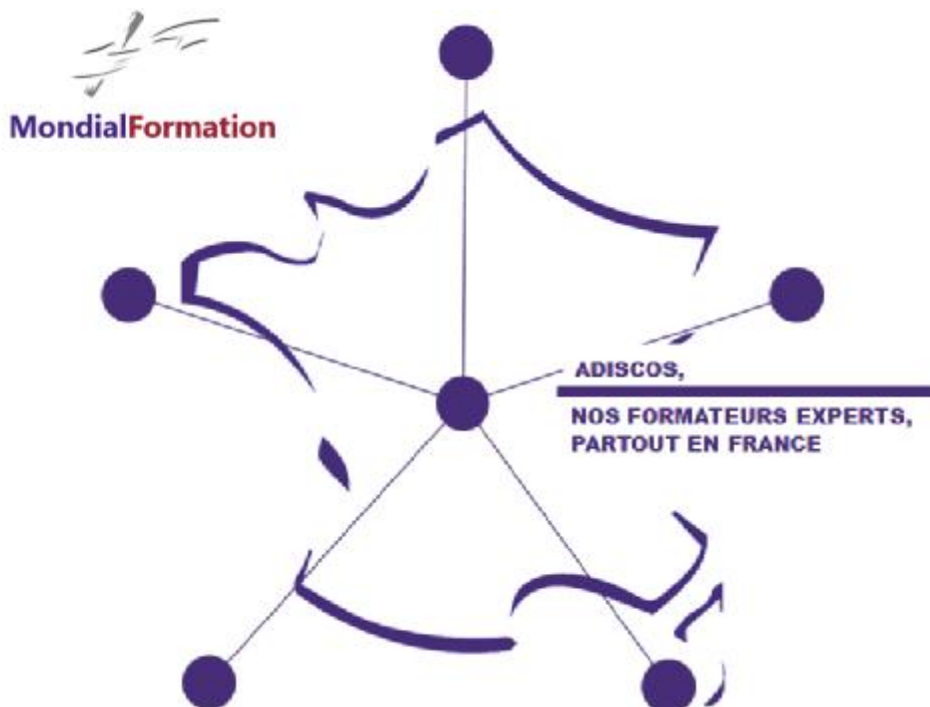 MondialFormation
ADISCOS,
NOS FORMATEURS EXPERTS,
PARTOUT EN FRANCE